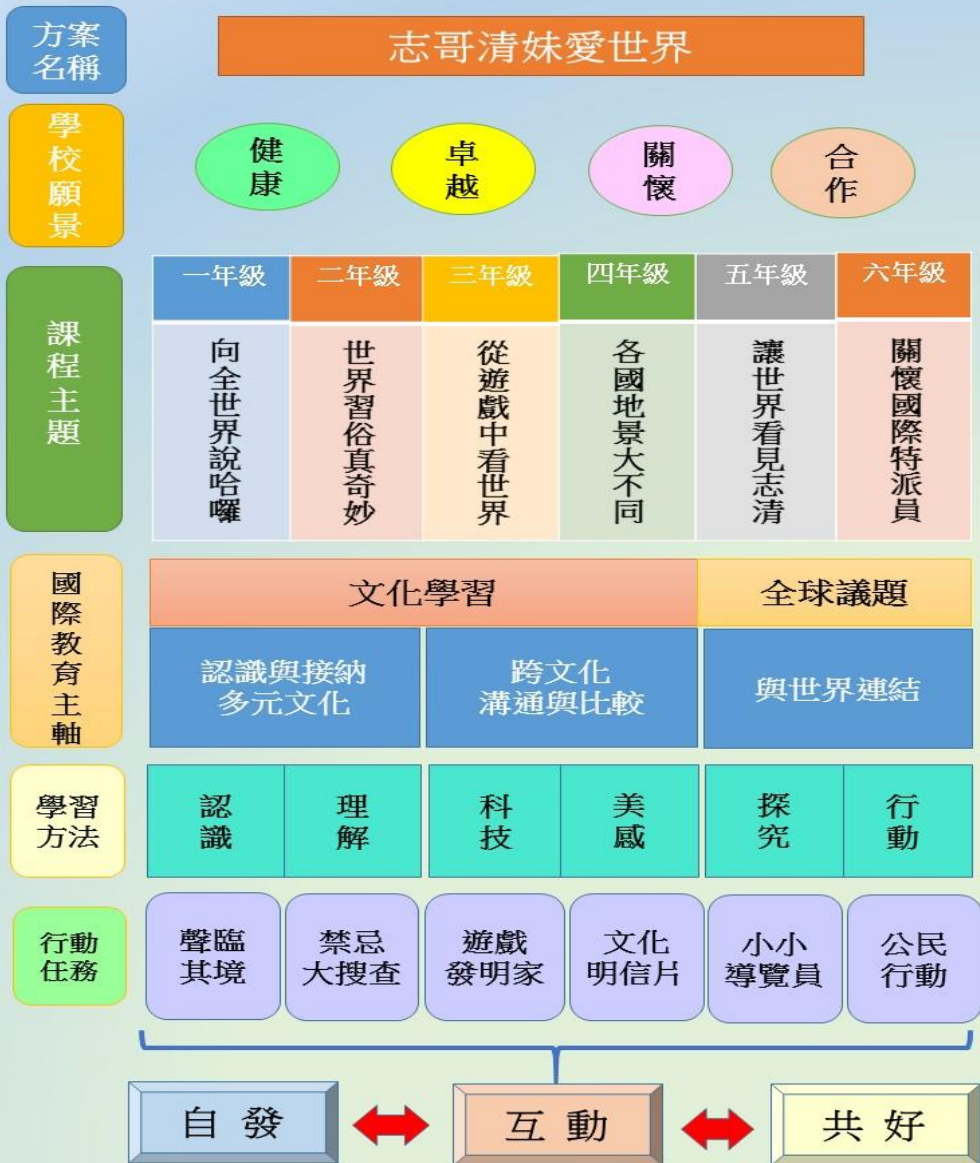 方案
名稱
志哥清妹愛世界
學校願景
健康
卓越
關懷
合作
課程主題
一年級
二年級
三年級
四年級
五年級
六年級
向全世界說哈囉
世界習俗真奇妙
從遊戲中看世界
各國地景大不同
讓世界看見志清
關懷國際特派員
國際教育主軸
文化學習
全球議題
認識與接納
多元文化
跨文化
溝通與比較
與世界連結
學習
方法
認識
理解
科技
美感
探究
行動
行動
任務
聲臨
其境
禁忌
大搜查
遊戲
發明家
文化
明信片
小小
導覽員
公民
行動
自發
互動
共好